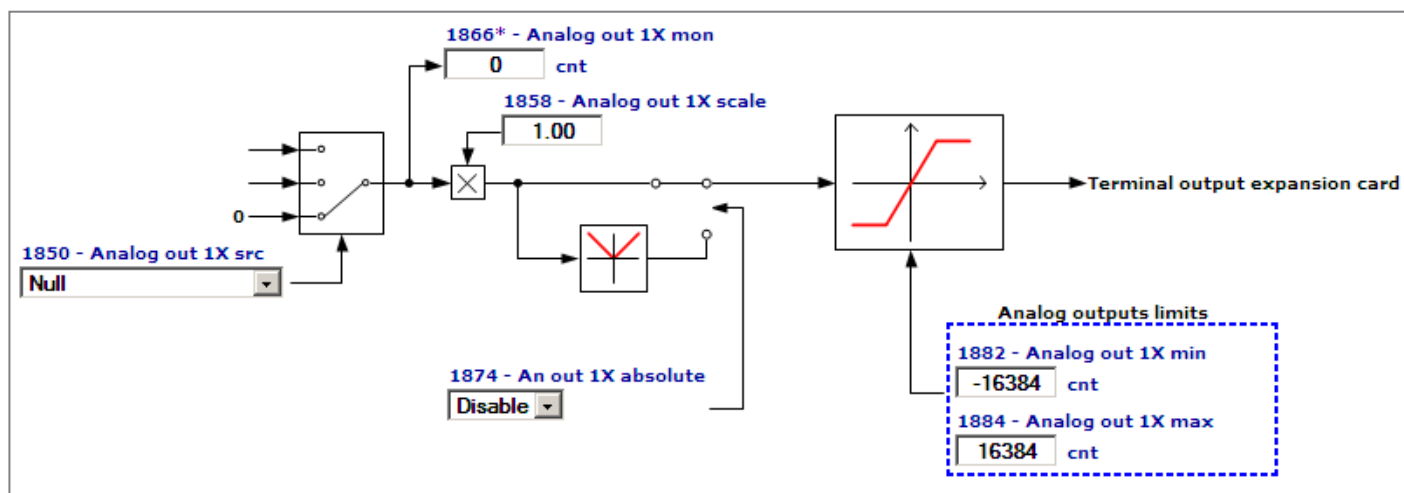 1866* - Analog out 1X mon
0 cnt
1858 - Analog out 1X scale
1.00
0
Terminal output expansion card
1850 - Analog out 1X src
Null
Analog outputs limits
1882 - Analog out 1X min
-16384 cnt
1874 - An out 1X absolute
Disable
1884 - Analog out 1X max
16384 cnt